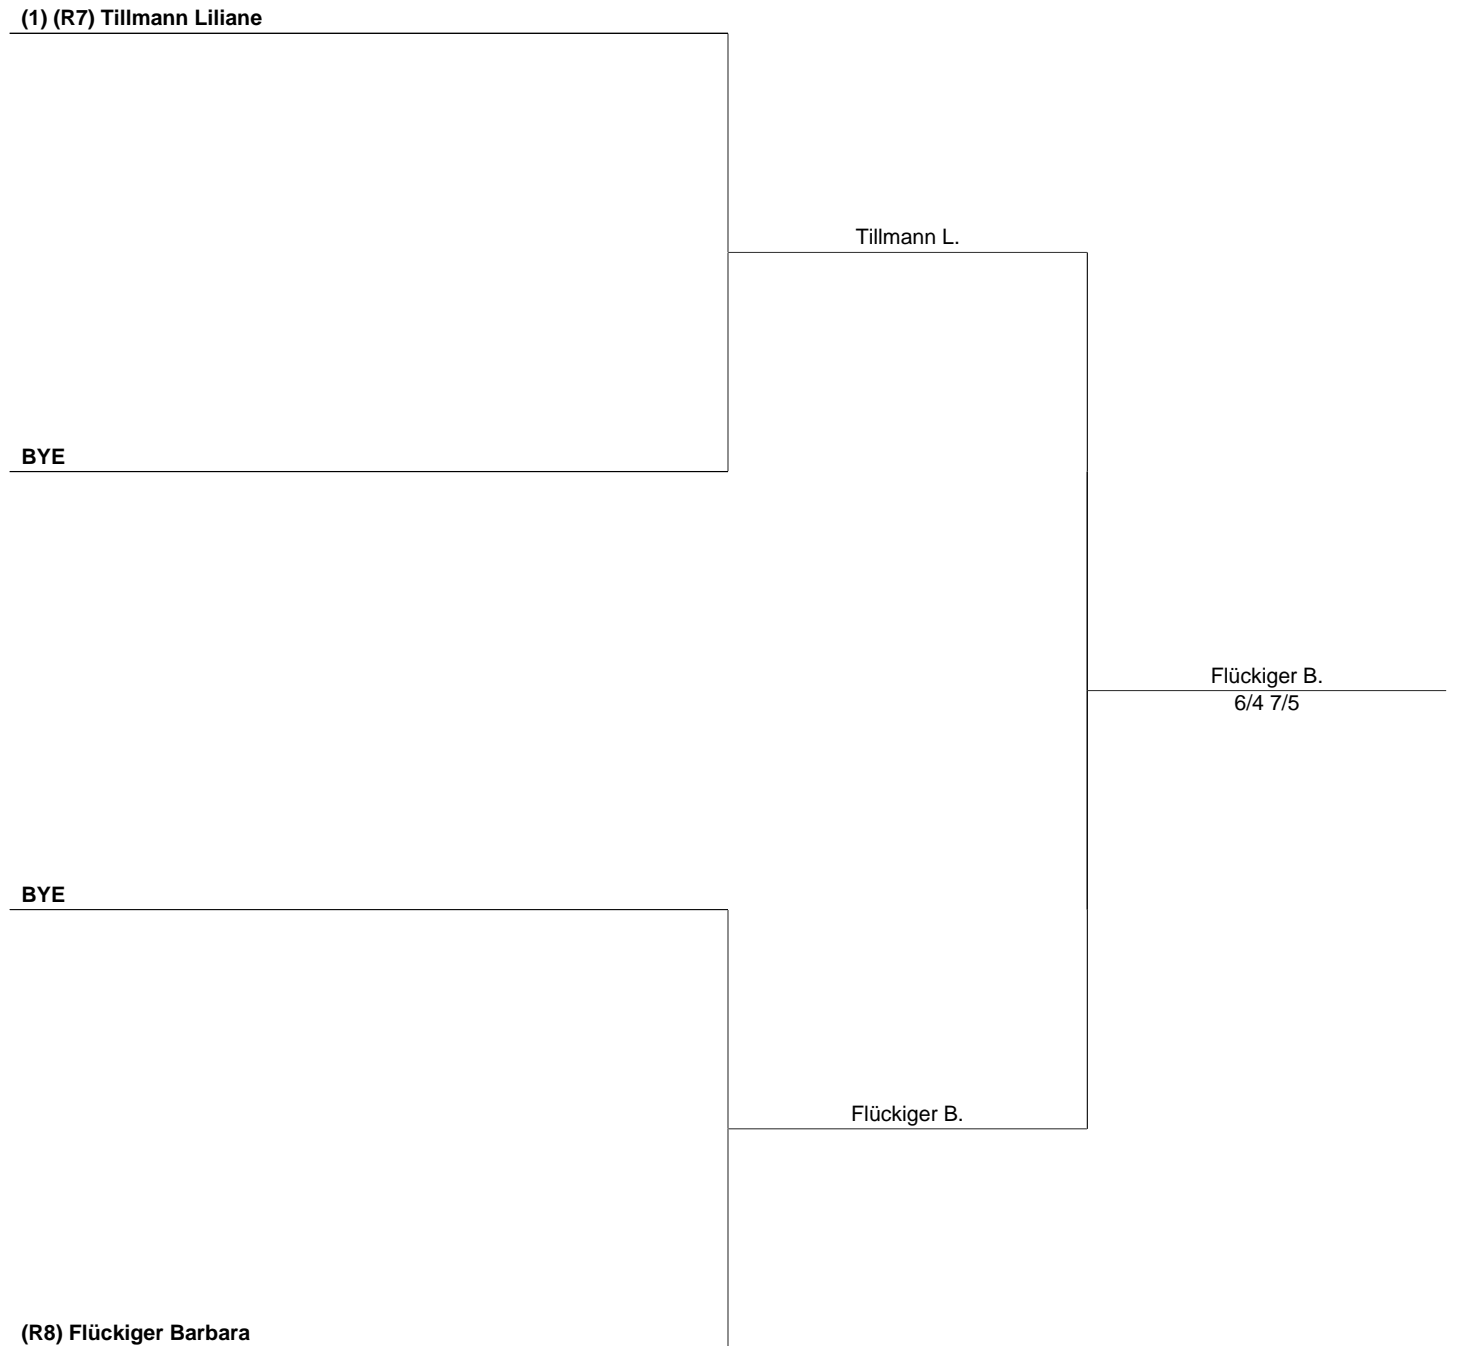 (1) (R7) Tillmann Liliane
Tillmann L.
BYE
Flückiger B.
6/4 7/5
BYE
Flückiger B.
(R8) Flückiger Barbara